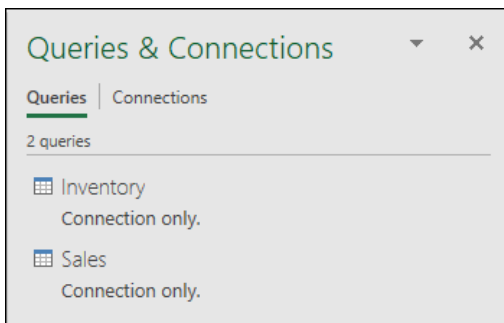 Queries & Connections
Queries | Connections
2 queries
Inventory
Connection only.
Sales
Connection only.